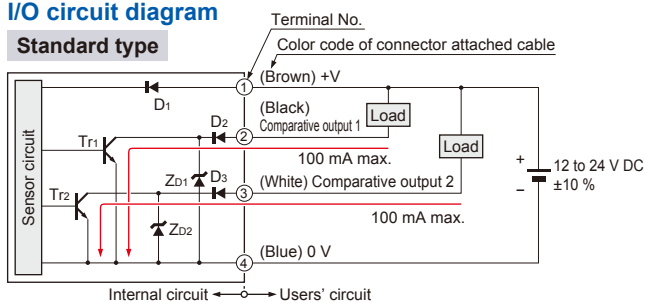 I/O circuit diagram
Standard type
Terminal No.
Color code of connector attached cable
1
(Brown) +V
D1
(Black)
Comparative output 1
Load
D2
2
Tr1
100 mA max.
Load
Sensor circuit
ZD1
D3
3
(White) Comparative output 2
+
12 to 24 V DC
−
±10 %
Tr2
100 mA max.
ZD2
(Blue) 0 V
4
Internal circuit
Users' circuit